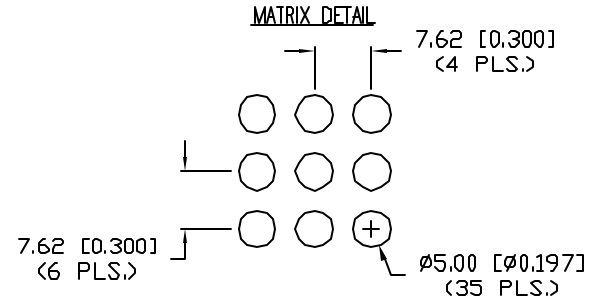 MATRIX DETAIL
7.62 [0.300]
(4 PLS.)
7.62 [0.300]
(6 PLS.)
Ø5.00 [Ø0.197]
(35 PLS.)